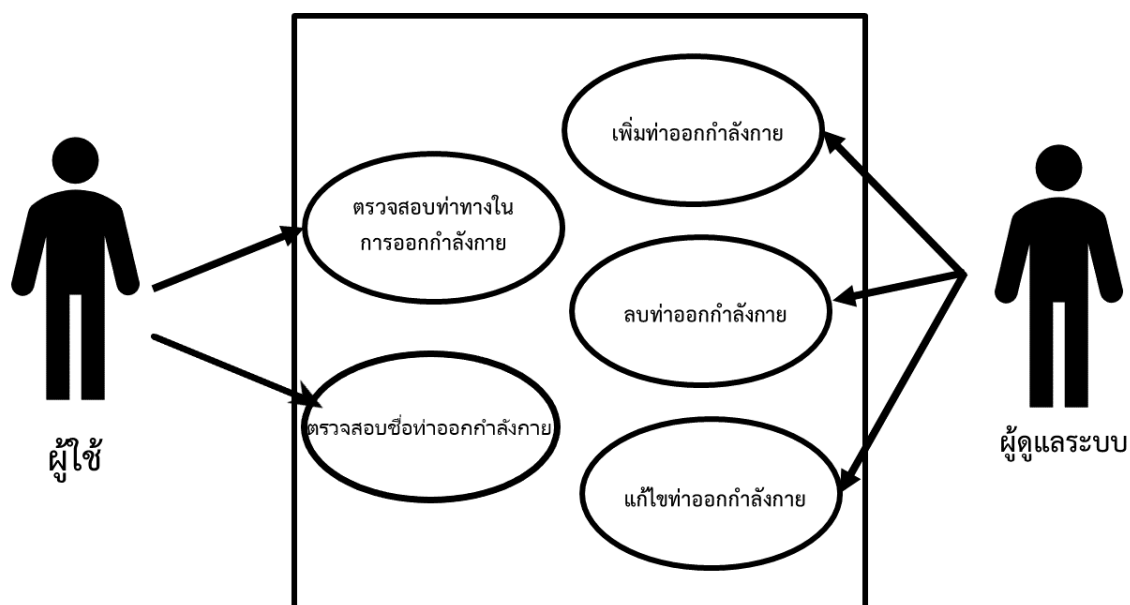 เพิ่มท่าออกกำลังกาย
ตรวจสอบท่าทางใน
การออกกำลังกาย
ลบท่าออกกำลังกาย
ตรวจสอบชื่อท่าออกกำลังกาย
ผู้ใช้
ผู้ดูแลระบบ
แก้ไขท่าออกกำลังกาย